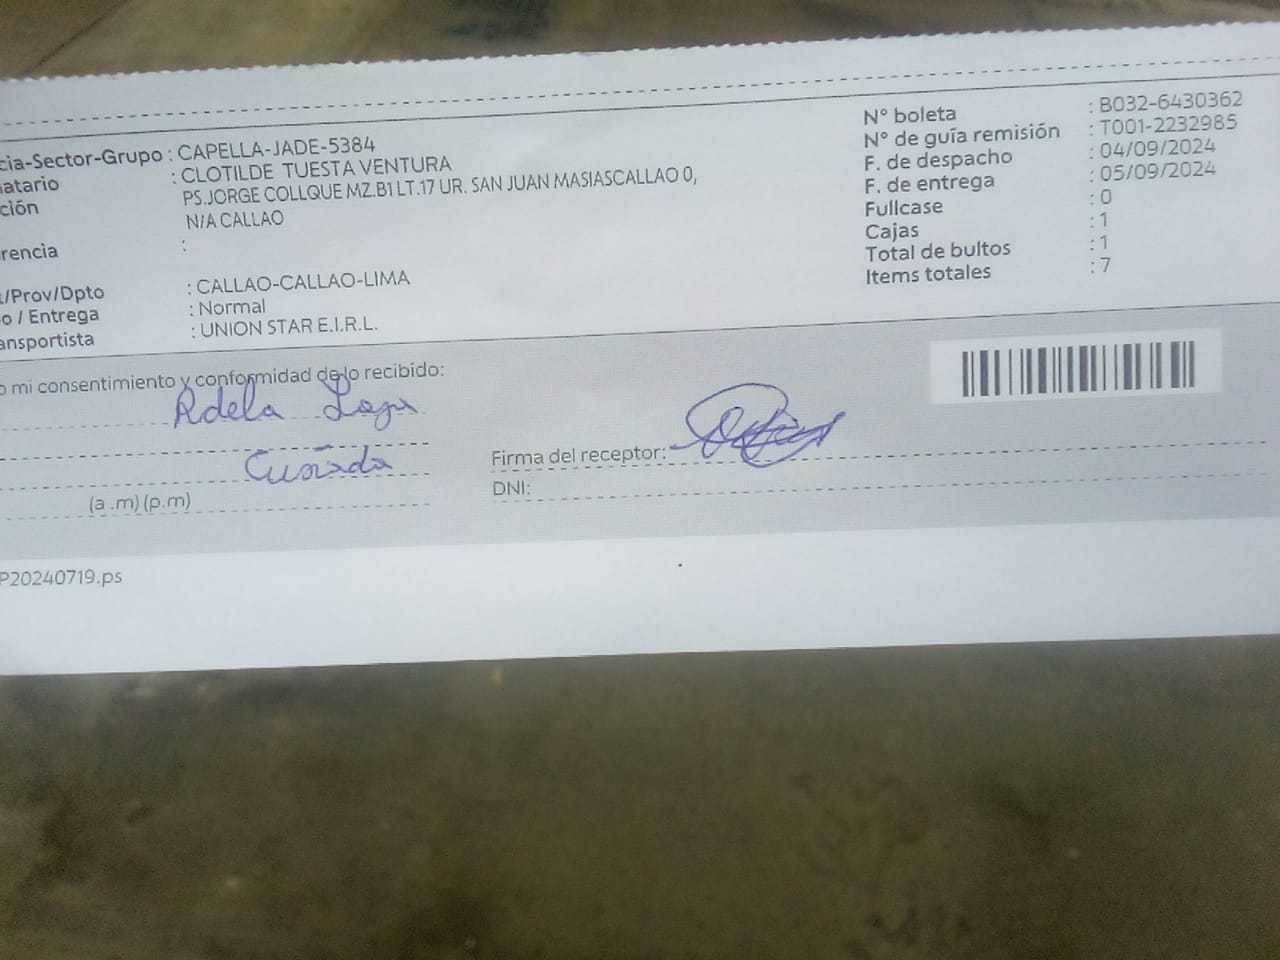 cia-Sector-Grupo : CAPELLA-JADE-5384
natario : CLOTILDE TUESTA VENTURA
ción PS.JORGE COLLQUE MZ.B1 LT.17 UR. SAN JUAN MASIASCALLAO 0,
N/A CALLAO
rencia :
t/Prov/Dpto : CALLAO-CALLAO-LIMA
o / Entrega : Normal
ansportista : UNION STAR E.I.R.L.
N° boleta : B032-6430362
N° de guía remisión : T001-2232985
F. de despacho : 04/09/2024
F. de entrega : 05/09/2024
Fullcase : 0
Cajas : 1
Total de bultos : 1
Items totales : 7
o mi consentimiento y conformidad de lo recibido:
Adela
Cuñada
(a .m) (p.m)
Firma del receptor:
DNI:
P20240719.ps